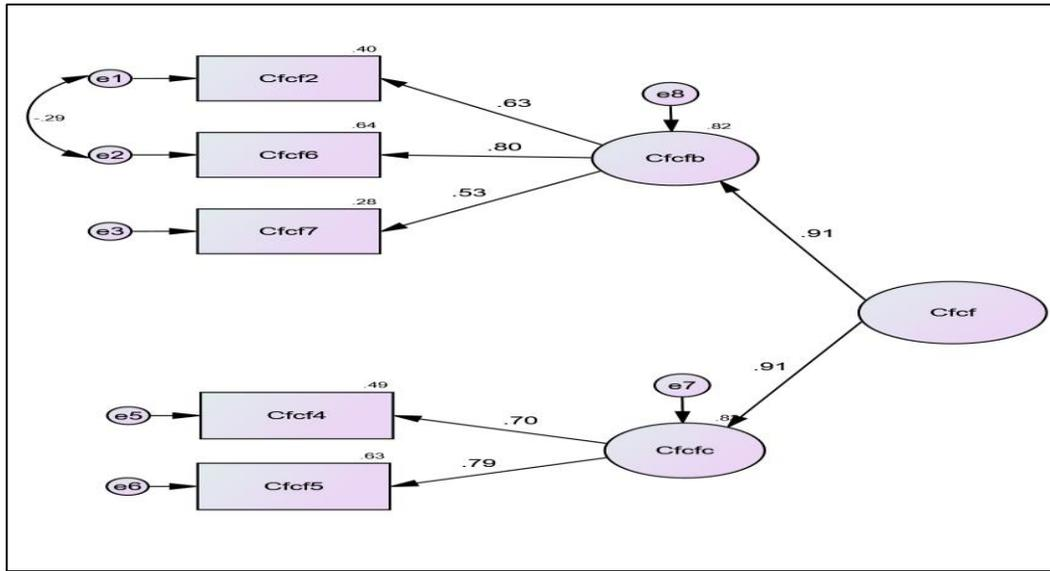 .40
e1
Cfcf2
e8
.63
-.29
.64
.82
e2
Cfcf6
.80
Cfcfb
.53
.28
e3
Cfcf7
.91
Cfcf
.91
.49
e7
e5
Cfcf4
.70
.63
Cfcfc
.79
e6
Cfcf5